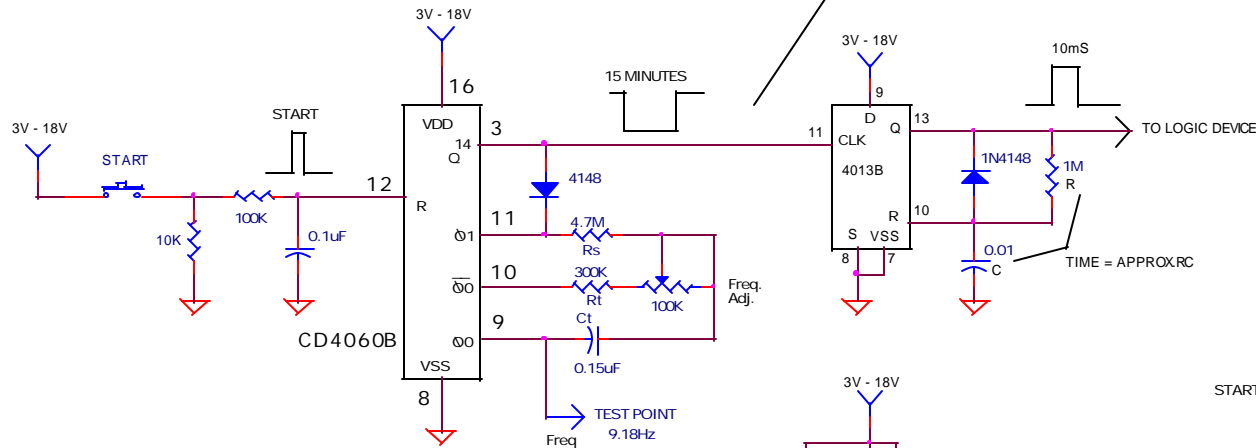 3V - 18V
START
10K
100K
START
0.1uF
12
3V - 18V
16
VDD
14
Q
R
3
11
O1
10
O0
9
O0
VSS
8
CD4060B
15 MINUTES
4148
4.7M
Rs
300K
Rt
100K
Freq.
Adj.
Ct
0.15uF
TEST POINT
9.18Hz
Freq
3V - 18V
9
11
CLK
D
Q
13
4013B
R
10
S
VSS
8
7
10mS
TO LOGIC DEVICE
1N4148
1M
R
0.01
C
TIME = APPROX.RC
3V - 18V
START